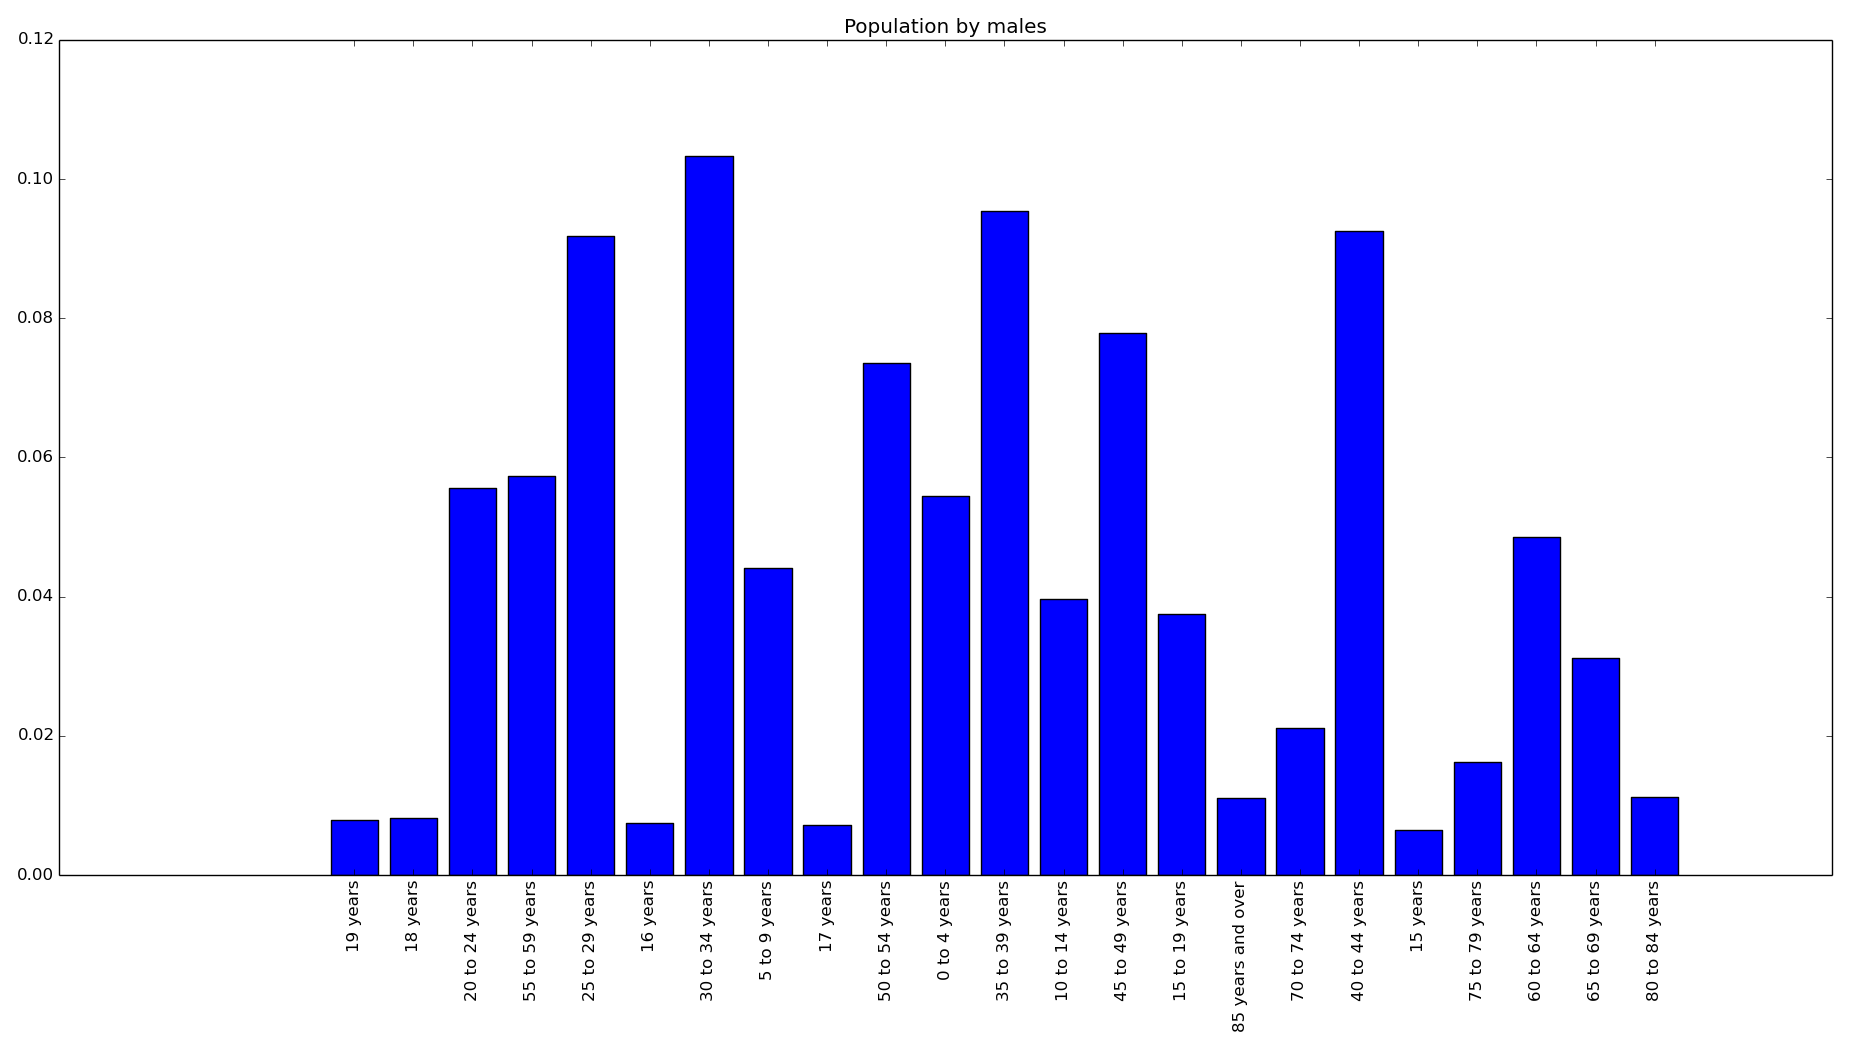 Population by males
0.12
0.10
0.08
0.06
0.04
0.02
0.00
19 years
18 years
20 to 24 years
55 to 59 years
25 to 29 years
16 years
30 to 34 years
5 to 9 years
17 years
50 to 54 years
0 to 4 years
35 to 39 years
10 to 14 years
45 to 49 years
15 to 19 years
85 years and over
70 to 74 years
40 to 44 years
15 years
75 to 79 years
60 to 64 years
65 to 69 years
80 to 84 years